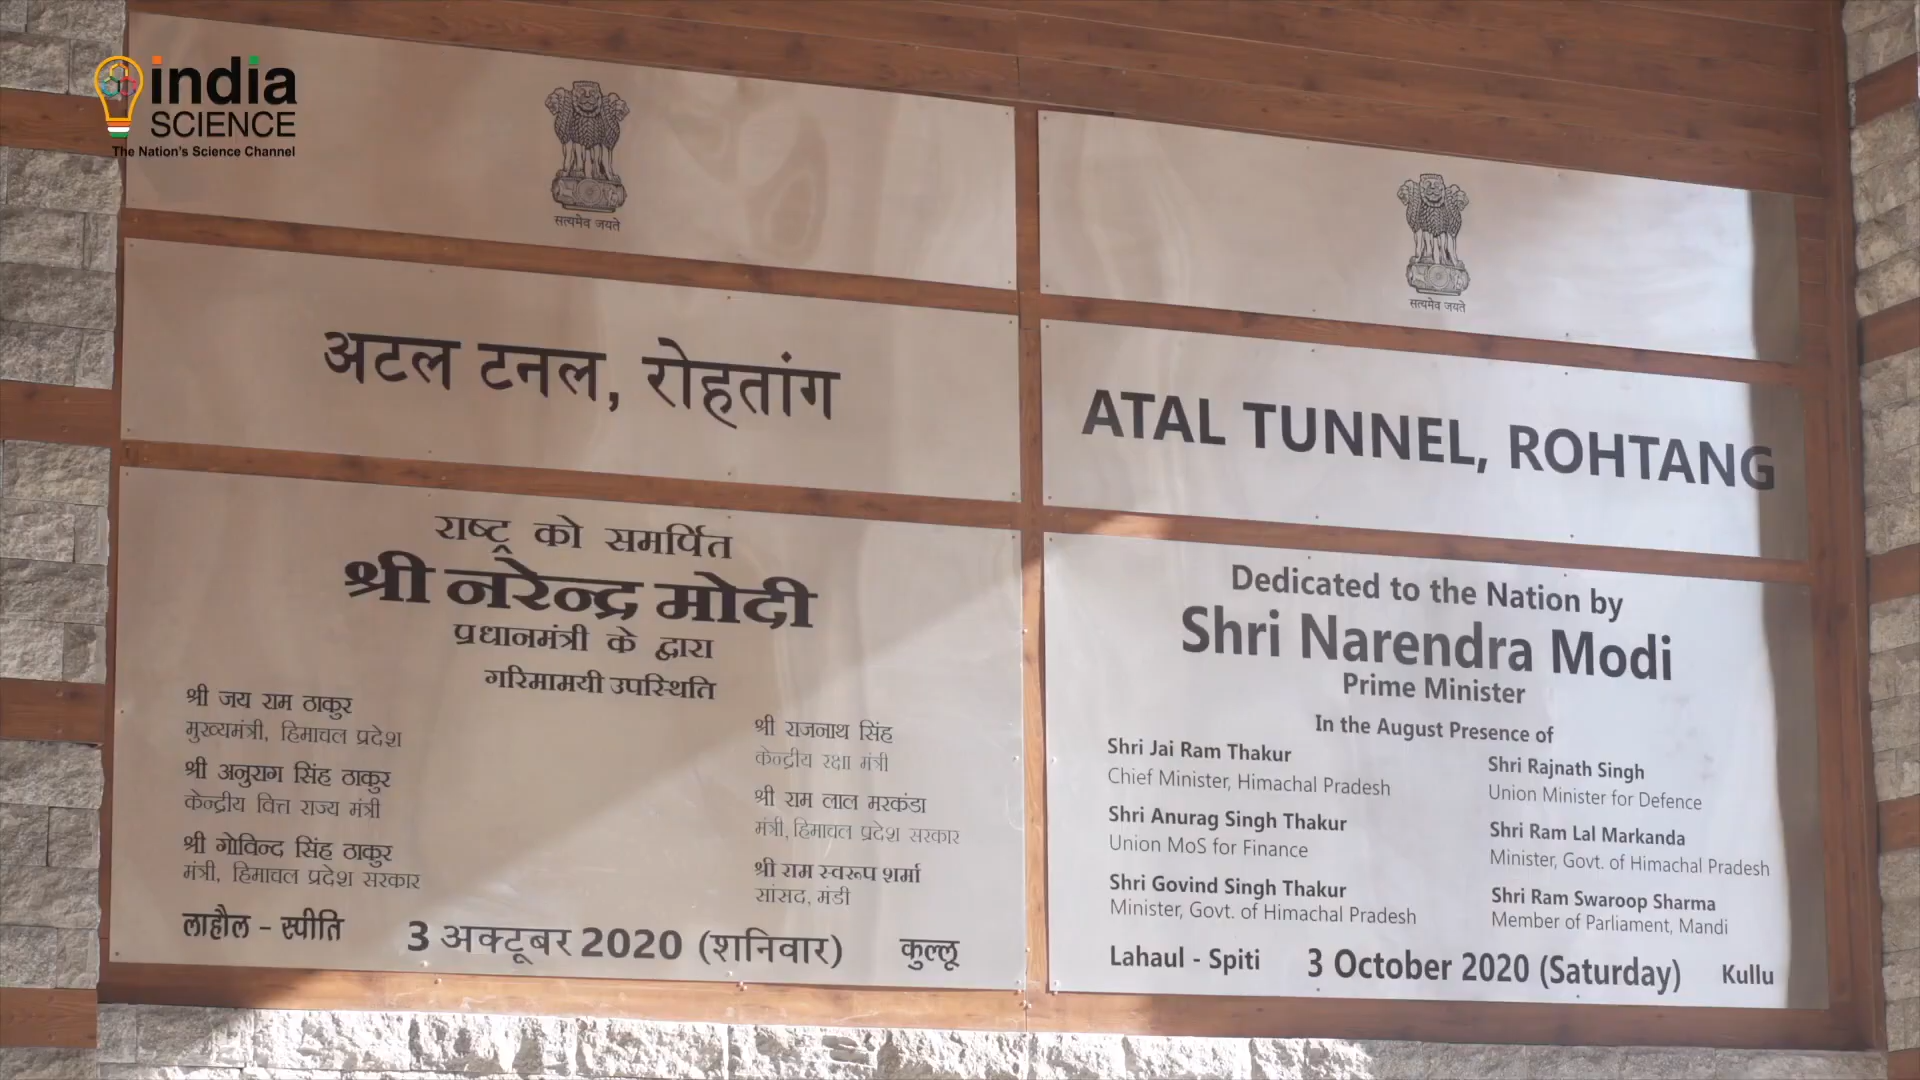 india
SCIENCE
The Nation's Science Channel
सत्यमेव जयते
अटल टनल, रोहतांग
राष्ट्र को समर्पित
श्री नरेन्द्र मोदी
प्रधानमंत्री के द्वारा
गरिमामयी उपस्थिति
श्री जय राम ठाकुर
मुख्यमंत्री, हिमाचल प्रदेश
श्री अनुराग सिंह ठाकुर
केन्द्रीय वित्त राज्य मंत्री
श्री गोविन्द सिंह ठाकुर
मंत्री, हिमाचल प्रदेश सरकार
श्री राजनाथ सिंह
केन्द्रीय रक्षा मंत्री
श्री राम लाल मरकंडा
मंत्री, हिमाचल प्रदेश सरकार
श्री राम स्वरूप शर्मा
सांसद, मंडी
लाहौल - स्पीति 3 अक्टूबर 2020 (शनिवार) कुल्लू
सत्यमेव जयते
ATAL TUNNEL, ROHTANG
Dedicated to the Nation by
Shri Narendra Modi
Prime Minister
In the August Presence of
Shri Jai Ram Thakur
Chief Minister, Himachal Pradesh
Shri Anurag Singh Thakur
Union MoS for Finance
Shri Govind Singh Thakur
Minister, Govt. of Himachal Pradesh
Shri Rajnath Singh
Union Minister for Defence
Shri Ram Lal Markanda
Minister, Govt. of Himachal Pradesh
Shri Ram Swaroop Sharma
Member of Parliament, Mandi
Lahaul - Spiti 3 October 2020 (Saturday) Kullu